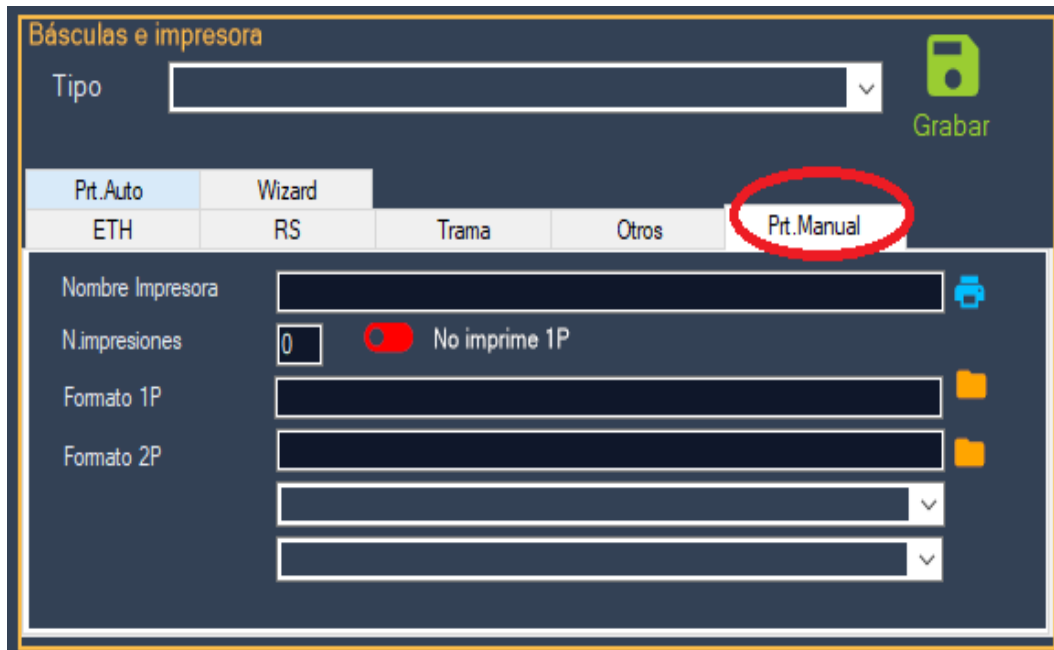 Básculas e impresora
Tipo
Grabar
Prt.Auto Wizard
ETH RS Trama Otros Prt.Manual
Nombre Impresora
N.impresiones 0 No imprime 1P
Formato 1P
Formato 2P